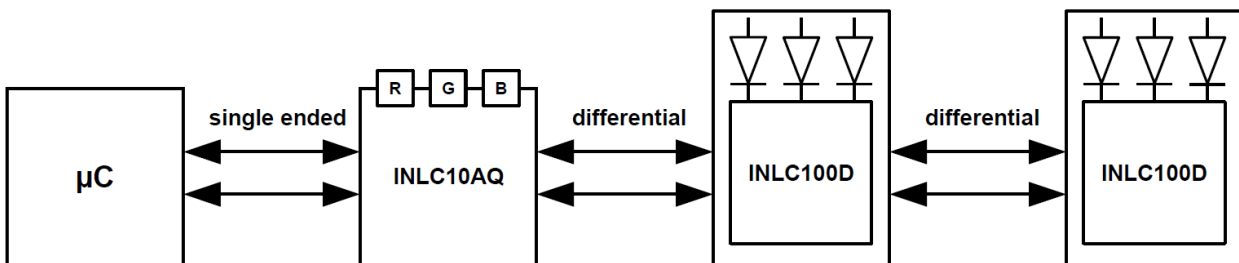 single ended
differential
differential
R
G
B
µC
INLC10AQ
INLC100D
INLC100D